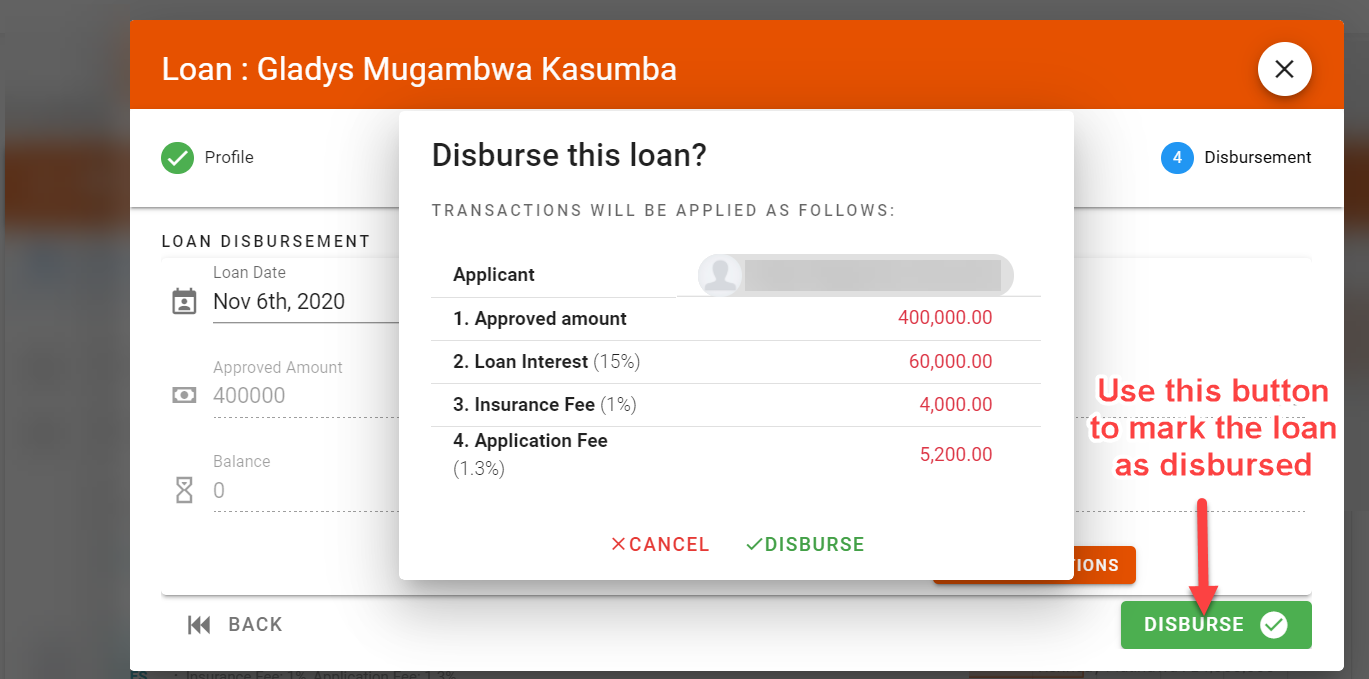 Loan : Gladys Mugambwa Kasumba
Profile
4 Disbursement
LOAN DISBURSEMENT
Loan Date
Nov 6th, 2020
Approved Amount
400000
Balance
0
Disburse this loan?
TRANSACTIONS WILL BE APPLIED AS FOLLOWS:
Applicant
1. Approved amount 400,000.00
2. Loan Interest (15%) 60,000.00
3. Insurance Fee (1%) 4,000.00
4. Application Fee
(1.3%) 5,200.00
CANCEL DISBURSE
Use this button
to mark the loan
as disbursed
BACK
DISBURSE
Insurance Fee: 1%, Application Fee: 1.3%